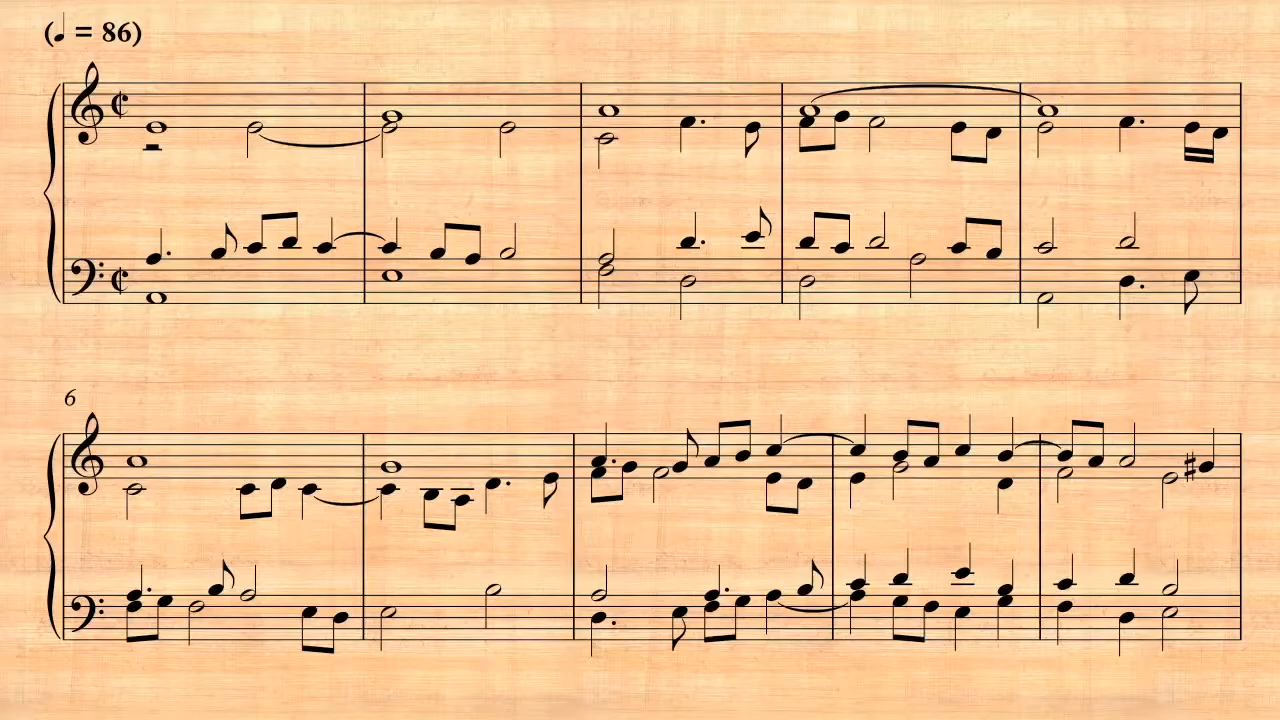 (♩ = 86)
6